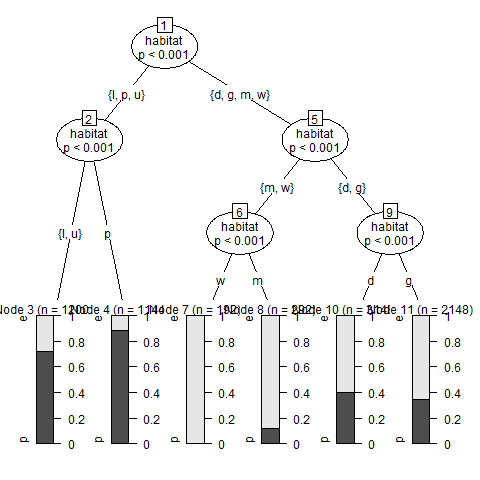 1
habitat
p < 0.001
{l, p, u}
{d, g, m, w}
2
habitat
p < 0.001
5
habitat
p < 0.001
{m, w}
{d, g}
6
habitat
p < 0.001
9
habitat
p < 0.001
{l, u}
p
w
m
d
g
Node 3 (n = 1200)
e
p
1
0.8
0.6
0.4
0.2
0
Node 4 (n = 1144)
e
p
1
0.8
0.6
0.4
0.2
0
Node 7 (n = 192)
e
p
1
0.8
0.6
0.4
0.2
0
Node 8 (n = 292)
e
p
1
0.8
0.6
0.4
0.2
0
Node 10 (n = 3148)
e
p
1
0.8
0.6
0.4
0.2
0
Node 11 (n = 2148)
e
p
1
0.8
0.6
0.4
0.2
0